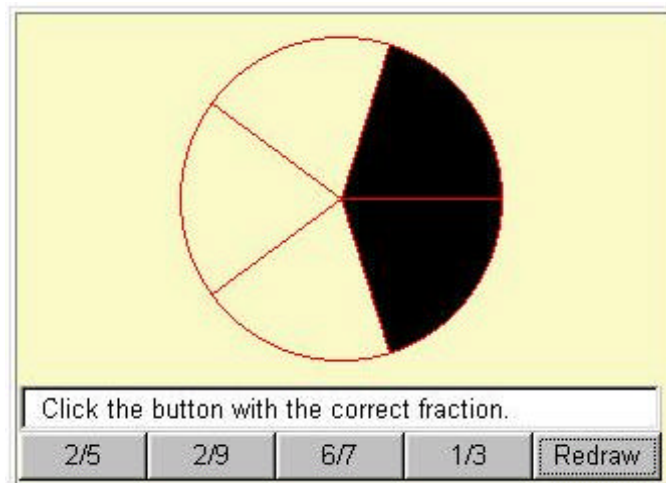 Click the button with the correct fraction.
2/5 2/9 6/7 1/3 Redraw